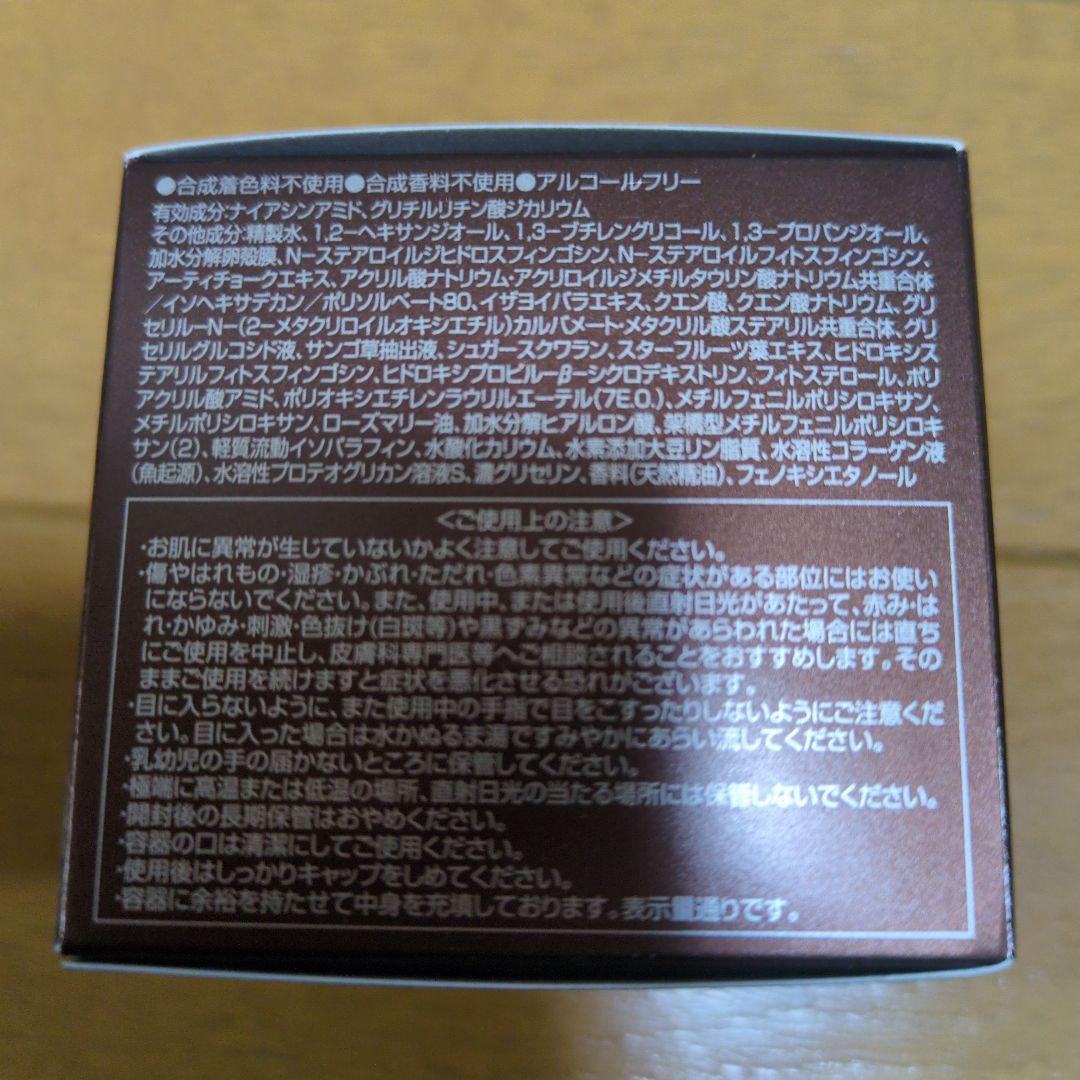 ●合成着色料不使用●合成香料不使用●アルコールフリー
有効成分:ナイアシンアミド、グリチルリチン酸ジカリウム
その他成分:精製水、1,2ーヘキサンジオール、1,3ーブチレングリコール、1,3ープロパンジオール、
加水分解卵殻膜、Nーステアロイルジヒドロスフィンゴシン、Nーステアロイルフィトスフィンゴシン、
アーティチョークエキス、アクリル酸ナトリウム・アクリロイルジメチルタウリン酸ナトリウム共重合体
/イソヘキサデカン/ポリソルベート80、イザヨイバラエキス、クエン酸、クエン酸ナトリウム、グリ
セリルーNー(2ーメタクリロイルオキシエチル)カルバメート・メタクリル酸ステアリル共重合体、グリ
セリルグルコシド液、サンゴ草抽出液、シュガースクワラン、スターフルーツ葉エキス、ヒドロキシス
テアリルフィトスフィンゴシン、ヒドロキシプロピルーβーシクロデキストリン、フィトステロール、ポリ
アクリル酸アミド、ポリオキシエチレンラウリルエーテル(7E.O.)、メチルフェニルポリシロキサン、
メチルポリシロキサン、ローズマリー油、加水分解ヒアルロン酸、架橋型メチルフェニルポリシロキ
サン(2)、軽質流動イソパラフィン、水酸化カリウム、水素添加大豆リン脂質、水溶性コラーゲン液
(魚起源)、水溶性プロテオグリカン溶液S、濃グリセリン、香料(天然精油)、フェノキシエタノール
<ご使用上の注意>
・お肌に異常が生じていないかよく注意してご使用ください。
・傷やはれもの・湿疹・かぶれ・ただれ・色素異常などの症状がある部位にはお使い
にならないでください。また、使用中、または使用後直射日光があたって、赤み・は
れ・かゆみ・刺激・色抜け(白斑等)や黒ずみなどの異常があらわれた場合には直ち
にご使用を中止し、皮膚科専門医等へご相談されることをおすすめします。その
ままご使用を続けますと症状を悪化させる恐れがございます。
・目に入らないように、また使用中の手指で目をこすったりしないようにご注意くだ
さい。目に入った場合は水かぬるま湯ですみやかにあらい流してください。
・乳幼児の手の届かないところに保管してください。
・極端に高温または低温の場所、直射日光の当たる場所には保管しないでください。
・開封後の長期保管はおやめください。
・容器の口は清潔にしてご使用ください。
・使用後はしっかりキャップをしめてください。
・容器に余裕を持たせて中身を充填しております。表示量通りです。